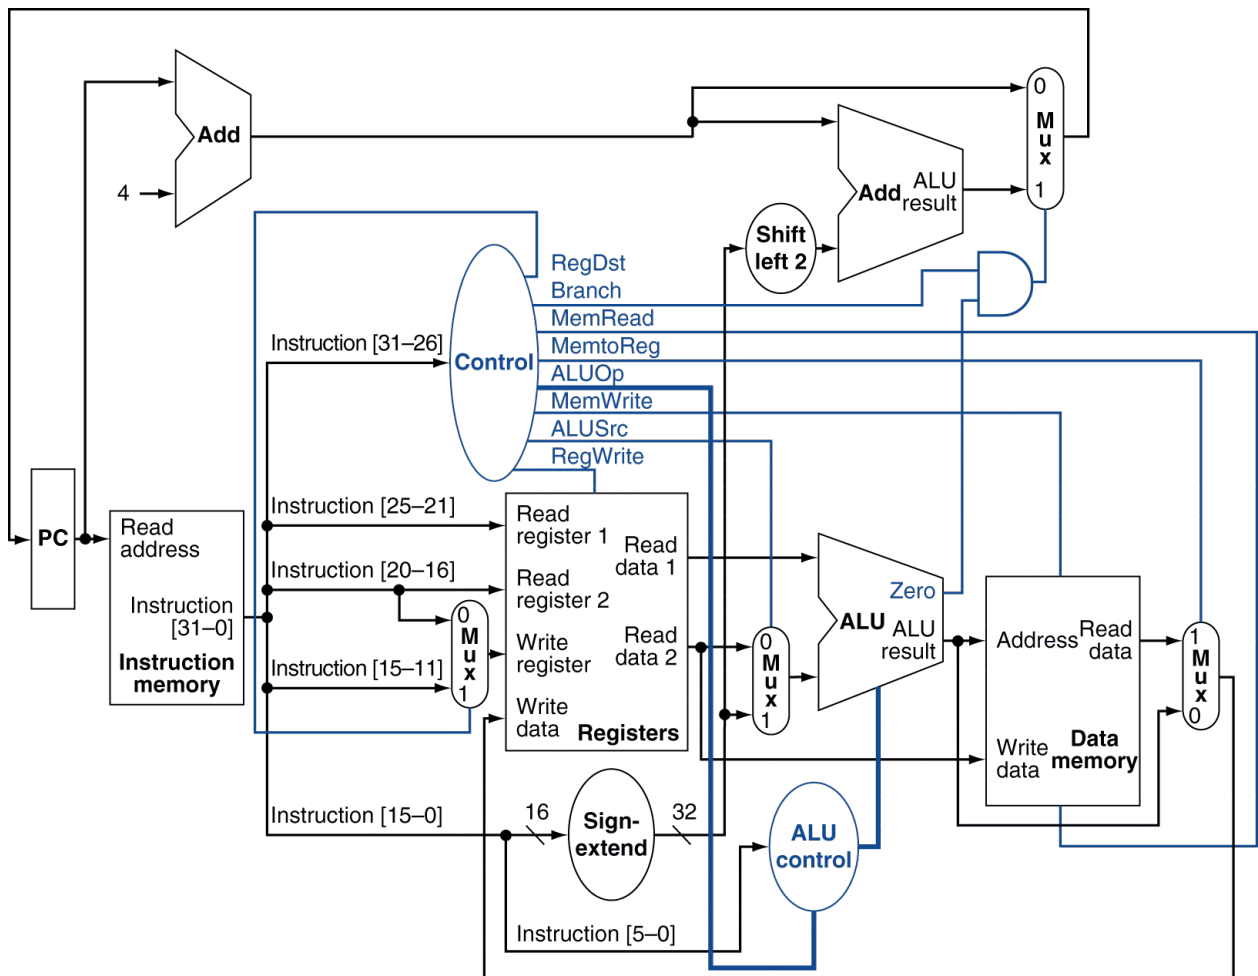 0
M
u
x
1
Add
4
Add
ALU
result
Shift
left 2
RegDst
Branch
MemRead
MemtoReg
ALUOp
MemWrite
ALUSrc
RegWrite
Control
Instruction [31–26]
Instruction [25–21]
Instruction [20–16]
Instruction [15–11]
Instruction [15–0]
Instruction [5–0]
PC
Read
address
Instruction
[31–0]
Instruction
memory
0
M
u
x
1
Read
register 1
Read
register 2
Write
register
Write
data
Read
data 1
Read
data 2
Registers
0
M
u
x
1
Zero
ALU
ALU
result
Address
Read
data
Write
data
Data
memory
1
M
u
x
0
16
Sign-
extend
32
ALU
control